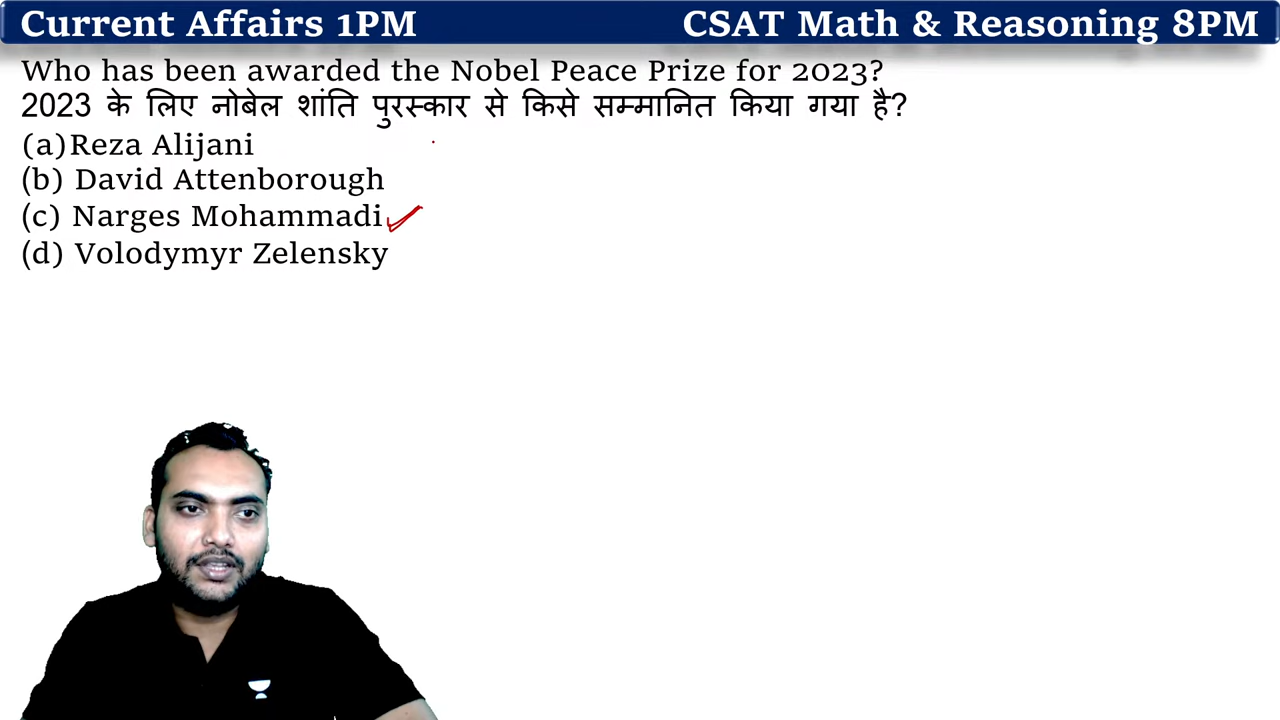 Current Affairs 1PM
CSAT Math & Reasoning 8PM
Who has been awarded the Nobel Peace Prize for 2023?
2023 के लिए नोबेल शांति पुरस्कार से किसे सम्मानित किया गया है?
(a)Reza Alijani
(b) David Attenborough
(c) Narges Mohammadi
(d) Volodymyr Zelensky